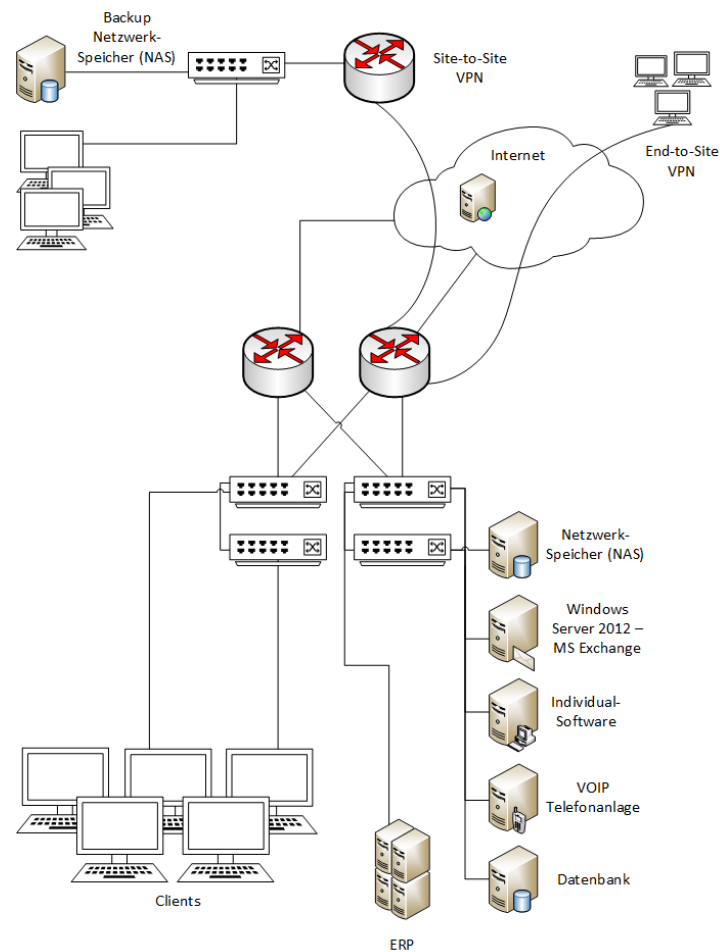 Backup
Netzwerk-
Speicher (NAS)
Site-to-Site
VPN
Internet
End-to-Site
VPN
Netzwerk-
Speicher (NAS)
Windows
Server 2012 –
MS Exchange
Individual-
Software
VOIP
Telefonanlage
Datenbank
Clients
ERP